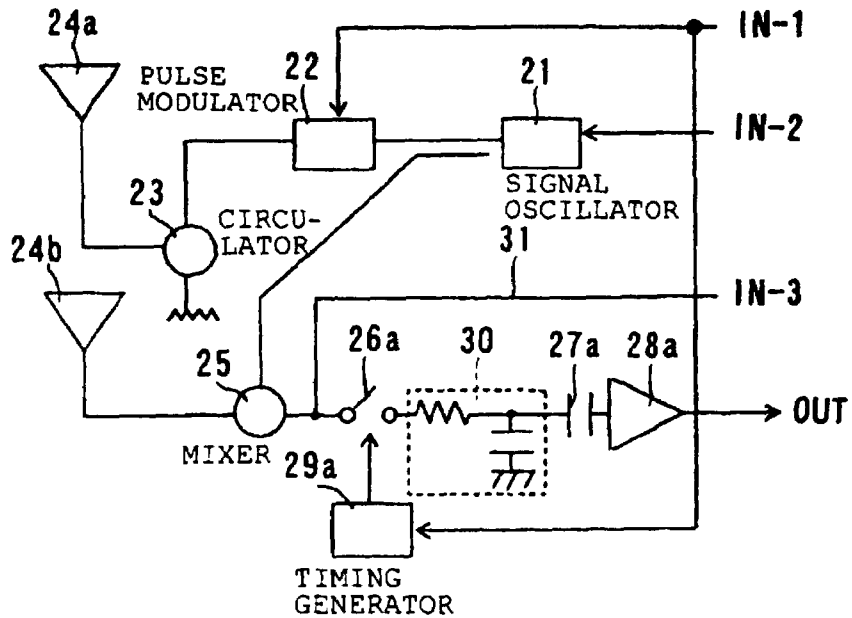 24a
IN-1
PULSE
MODULATOR
22
21
IN-2
SIGNAL
OSCILLATOR
23
CIRCU-
LATOR
24b
31
IN-3
25
26a
30
27a
28a
OUT
MIXER
29a
TIMING
GENERATOR